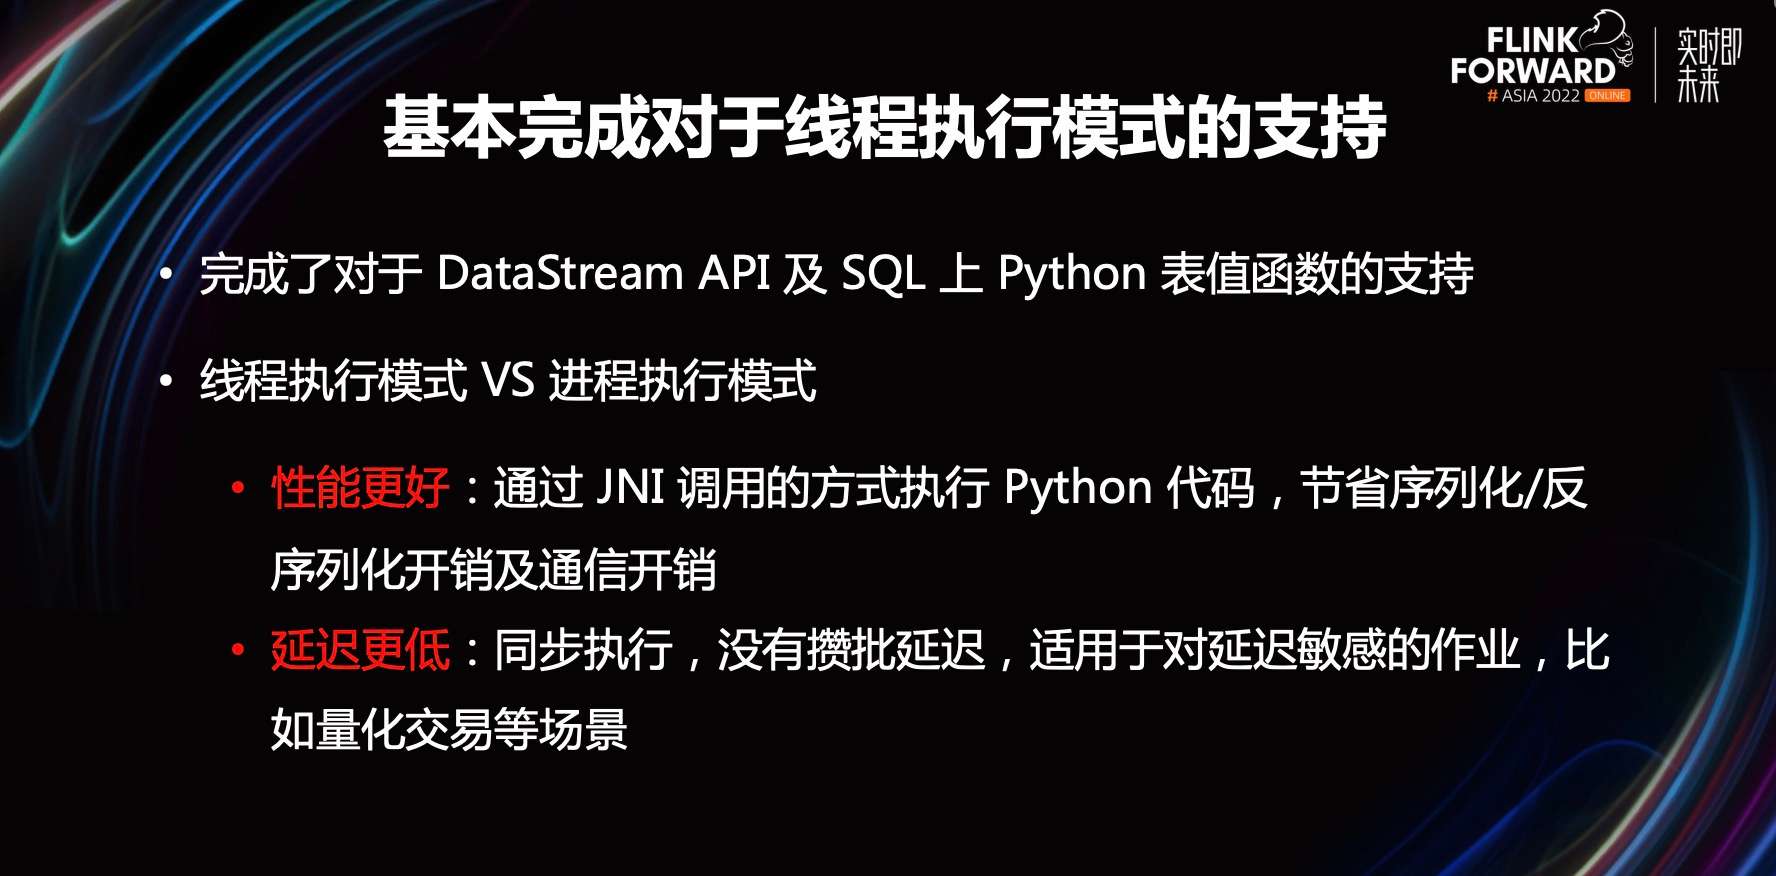 FLINK
FORWARD
# ASIA 2022 ONLINE
实时即
未来
基本完成对于线程执行模式的支持
• 完成了对于 DataStream API 及 SQL 上 Python 表值函数的支持
• 线程执行模式 VS 进程执行模式
• 性能更好：通过 JNI 调用的方式执行 Python 代码，节省序列化/反
序列化开销及通信开销
• 延迟更低：同步执行，没有攒批延迟，适用于对延迟敏感的作业，比
如量化交易等场景